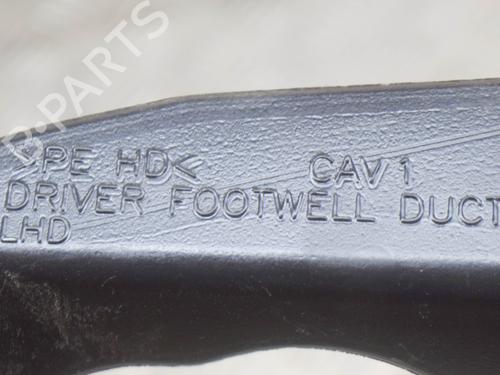 B-PARTS
>PE HD< CAV 1
DRIVER FOOTWELL DUCT
LHD